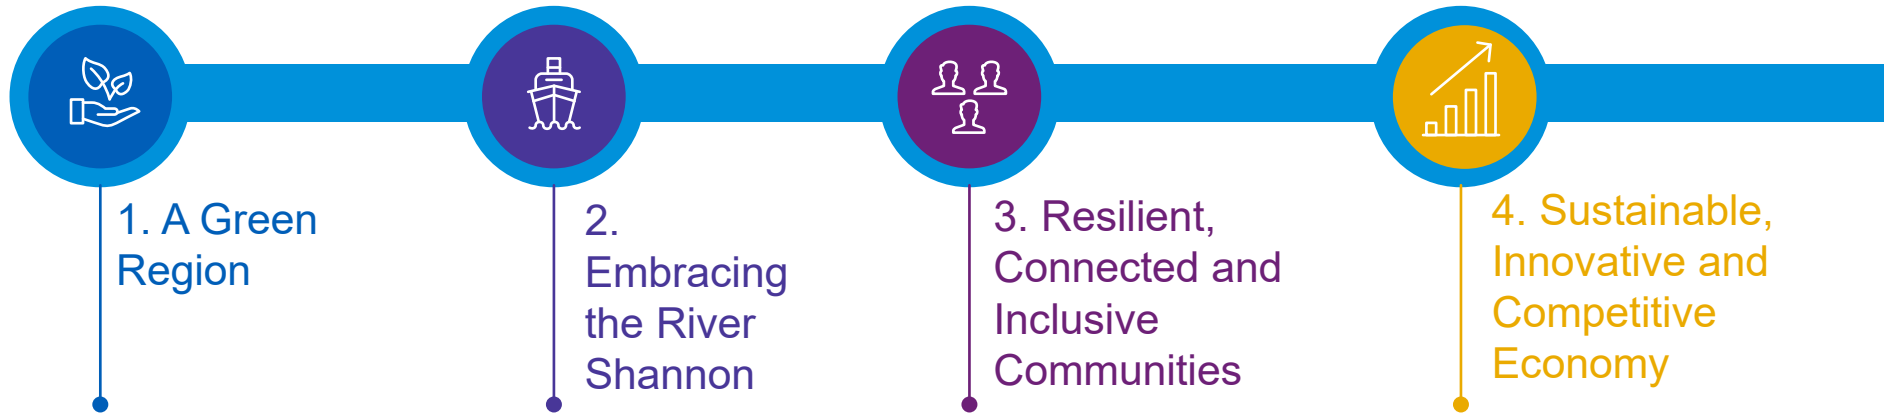 1. A Green
Region
2.
Embracing
the River
Shannon
3. Resilient,
Connected and
Inclusive
Communities
4. Sustainable,
Innovative and
Competitive
Economy